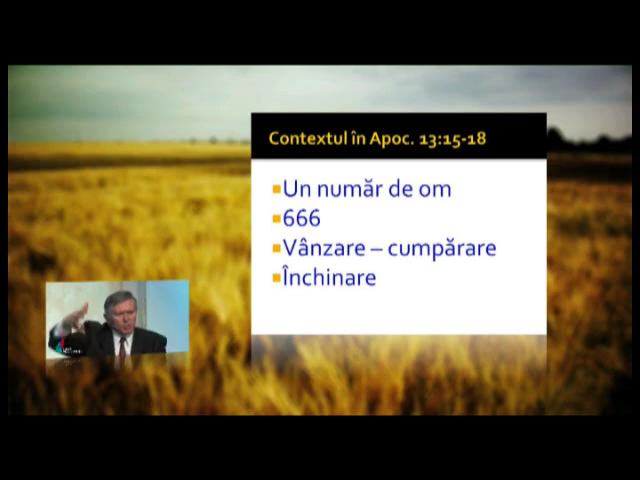 Contextul în Apoc. 13:15-18
Un număr de om
666
Vânzare – cumpărare
Închinare